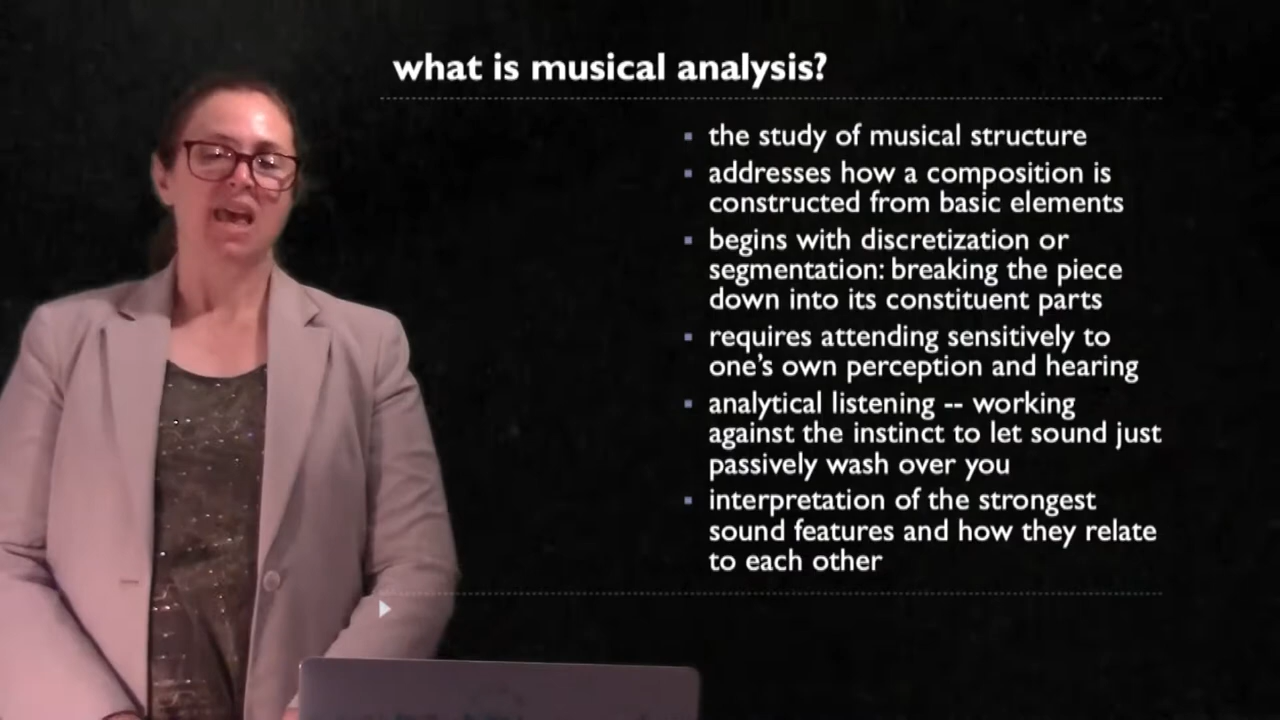 what is musical analysis?
the study of musical structure
addresses how a composition is
constructed from basic elements
begins with discretization or
segmentation: breaking the piece
down into its constituent parts
requires attending sensitively to
one's own perception and hearing
analytical listening -- working
against the instinct to let sound just
passively wash over you
interpretation of the strongest
sound features and how they relate
to each other